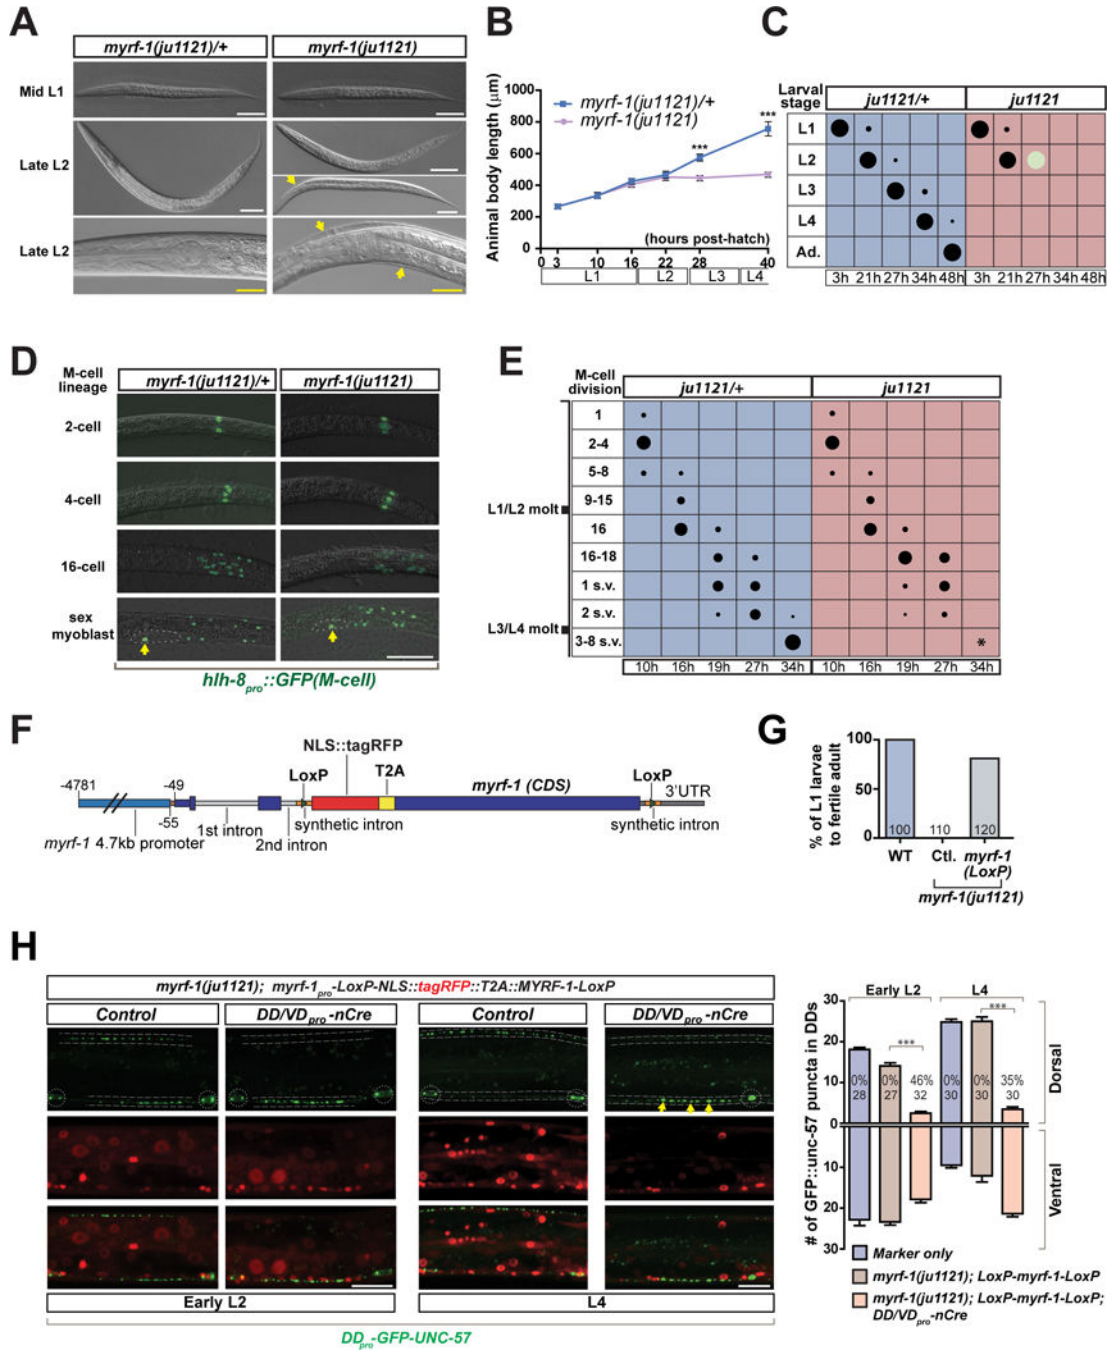 A
myrf-1(ju1121)/+
myrf-1(ju1121)
Mid L1
Late L2
Late L2
B
Animal body length (μm)
1000
800
600
400
200
0
myrf-1(ju1121)/+
myrf-1(ju1121)
***
***
(hours post-hatch)
0 3 10 16 22 28 40
L1 L2 L3 L4
C
Larval stage
ju1121/+
ju1121
L1
L2
L3
L4
Ad.
3h 21h 27h 34h 48h 3h 21h 27h 34h 48h
D
M-cell lineage
myrf-1(ju1121)/+
myrf-1(ju1121)
2-cell
4-cell
16-cell
sex myoblast
hlh-8pro::GFP(M-cell)
E
M-cell division
ju1121/+
ju1121
1
2-4
5-8
9-15
L1/L2 molt
16
16-18
1 s.v.
2 s.v.
L3/L4 molt
3-8 s.v.
*
10h 16h 19h 27h 34h 10h 16h 19h 27h 34h
F
NLS::tagRFP
LoxP
T2A
myrf-1 (CDS)
LoxP
3'UTR
-4781
-49
-55
myrf-1 4.7kb promoter
1st intron
2nd intron
synthetic intron
synthetic intron
G
% of L1 larvae to fertile adult
100
50
0
100
110
120
WT
Ctl.
myrf-1 (LoxP)
myrf-1(ju1121)
H
myrf-1(ju1121); myrf-1pro-LoxP-NLS::tagRFP::T2A::MYRF-1-LoxP
Control
DD/VDpro-nCre
Control
DD/VDpro-nCre
Early L2
L4
DDpro-GFP-UNC-57
# of GFP::unc-57 puncta in DDs
Early L2
L4
30
20
10
0
10
20
30
***
***
0% 0% 46% 0% 0% 35%
28 27 32 30 30 30
Dorsal
Ventral
Marker only
myrf-1(ju1121); LoxP-myrf-1-LoxP
myrf-1(ju1121); LoxP-myrf-1-LoxP;
DD/VDpro-nCre